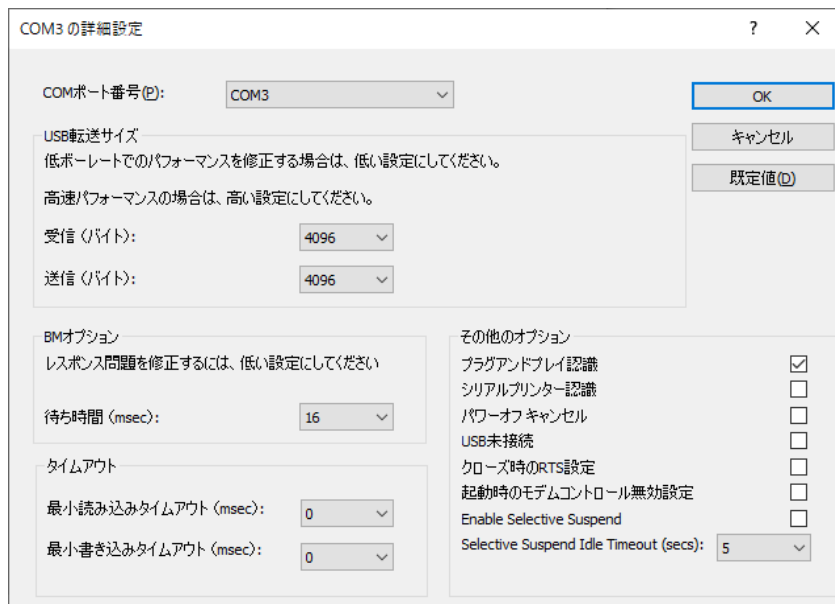 COM3 の詳細設定
?
COMポート番号(P):
COM3
OK
キャンセル
既定値(D)
USB転送サイズ
低ボーレートでのパフォーマンスを修正する場合は、低い設定にしてください。
高速パフォーマンスの場合は、高い設定にしてください。
受信 (バイト):
4096
送信 (バイト):
4096
BMオプション
レスポンス問題を修正するには、低い設定にしてください
待ち時間 (msec):
16
タイムアウト
最小読み込みタイムアウト (msec):
0
最小書き込みタイムアウト (msec):
0
その他のオプション
プラグアンドプレイ認識
シリアルプリンター認識
パワーオフ キャンセル
USB未接続
クローズ時のRTS設定
起動時のモデムコントロール無効設定
Enable Selective Suspend
Selective Suspend Idle Timeout (secs):
5